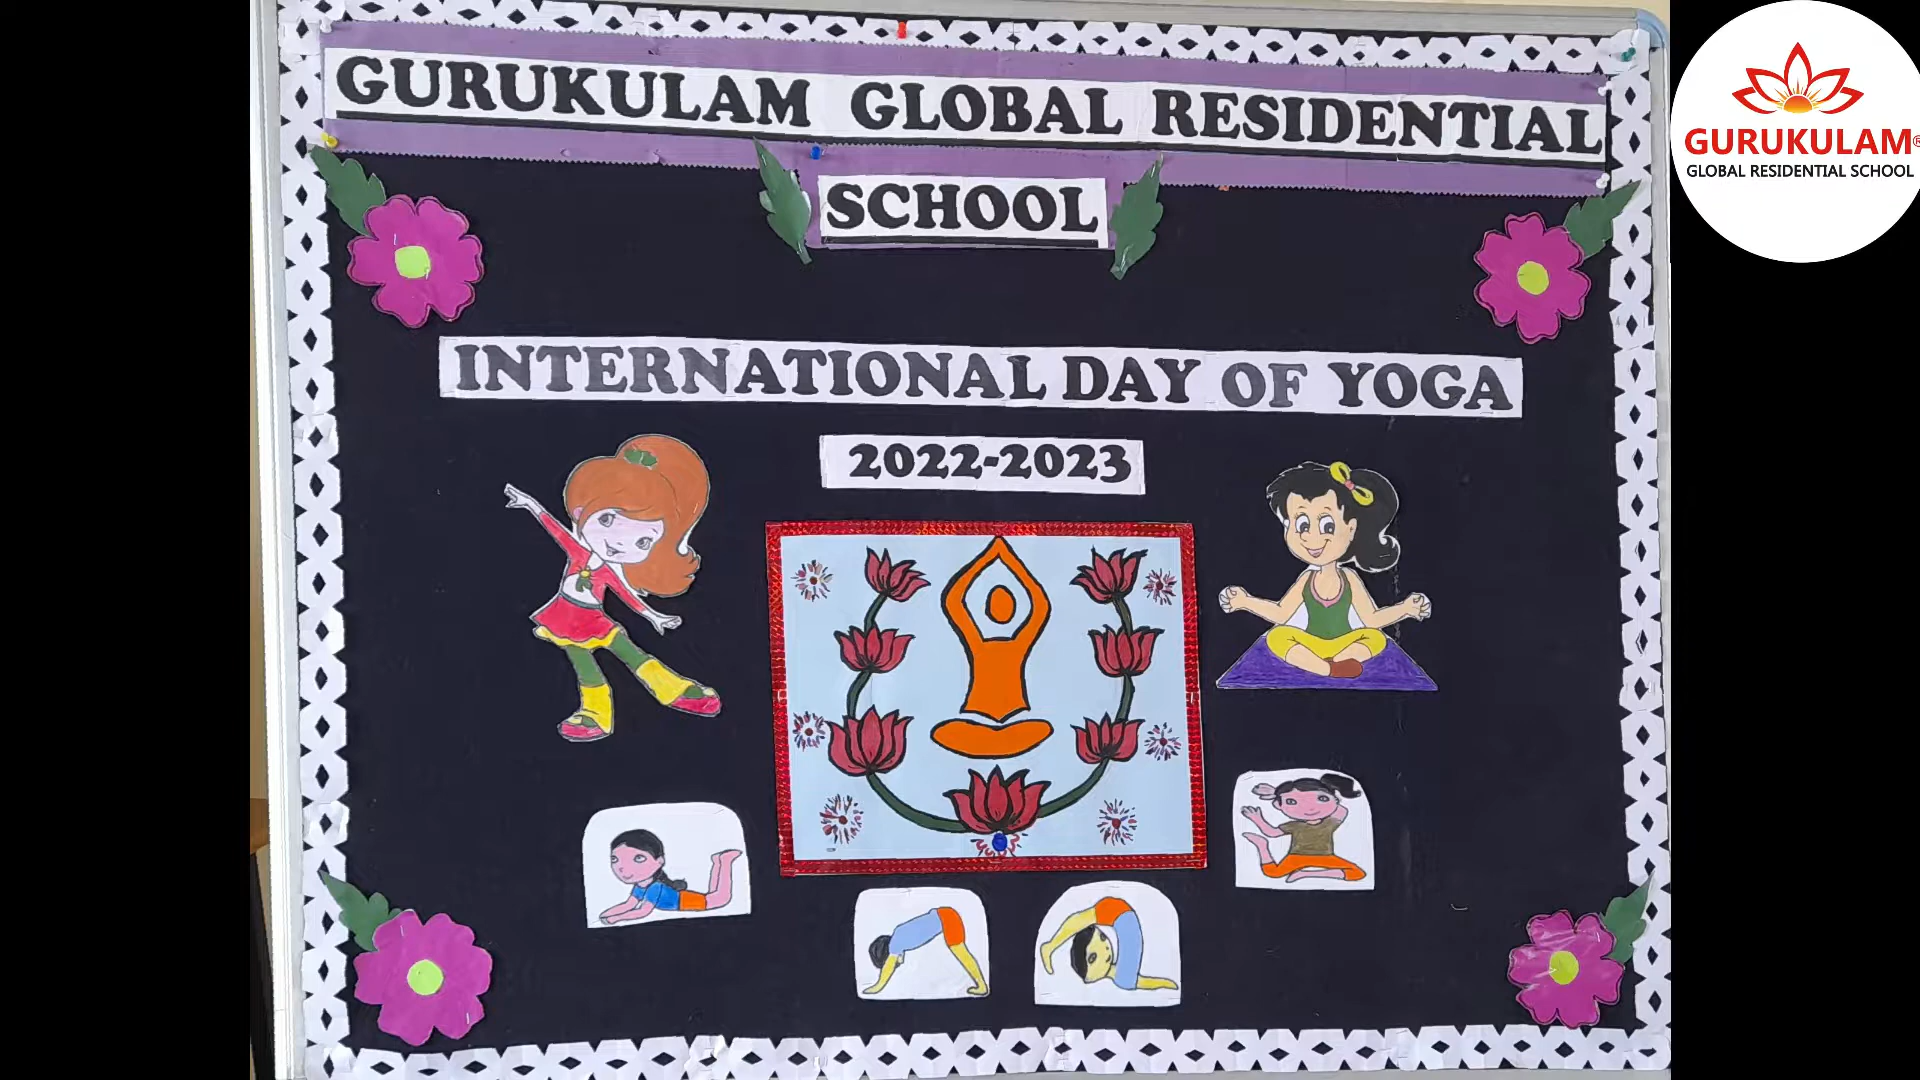 GURUKULAM GLOBAL RESIDENTIAL
SCHOOL
INTERNATIONAL DAY OF YOGA
2022-2023
GURUKULAM®
GLOBAL RESIDENTIAL SCHOOL